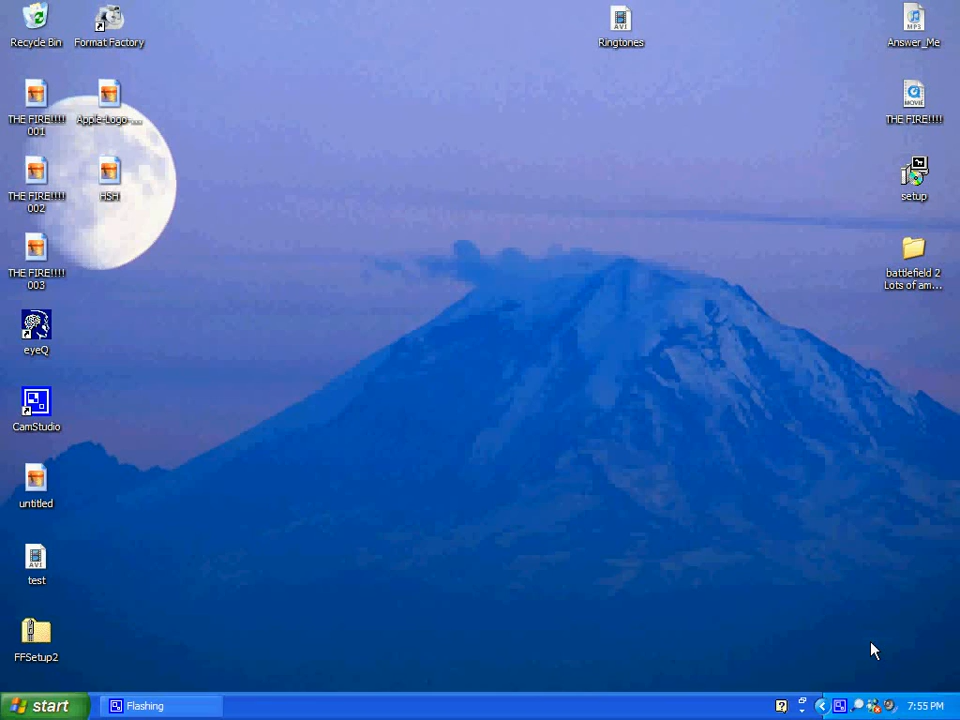 Recycle Bin
Format Factory
Ringtones
Answer_Me
THE FIRE!!!!
001
Apple-Logo-...
THE FIRE!!!!
THE FIRE!!!!
002
HSH
setup
THE FIRE!!!!
003
battlefield 2
Lots of am...
eyeQ
CamStudio
untitled
test
FFSetup2
start
Flashing
7:55 PM